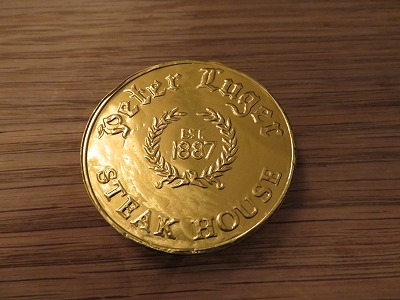 Peter Luger
EST.
1887
STEAK HOUSE